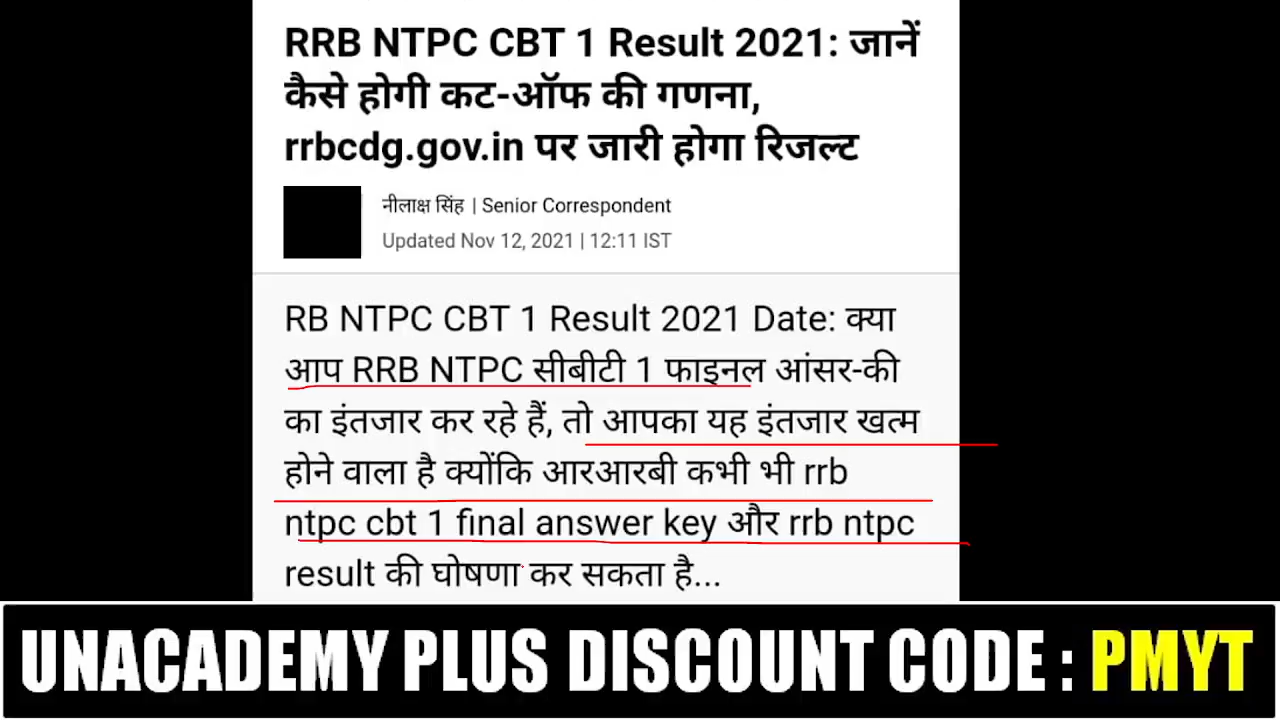 RRB NTPC CBT 1 Result 2021: जानें
कैसे होगी कट-ऑफ की गणना,
rrbcdg.gov.in पर जारी होगा रिजल्ट
नीलाक्ष सिंह | Senior Correspondent
Updated Nov 12, 2021 | 12:11 IST
RB NTPC CBT 1 Result 2021 Date: क्या
आप RRB NTPC सीबीटी 1 फाइनल आंसर-की
का इंतजार कर रहे हैं, तो आपका यह इंतजार खत्म
होने वाला है क्योंकि आरआरबी कभी भी rrb
ntpc cbt 1 final answer key और rrb ntpc
result की घोषणा कर सकता है...
UNACADEMY PLUS DISCOUNT CODE : PMYT